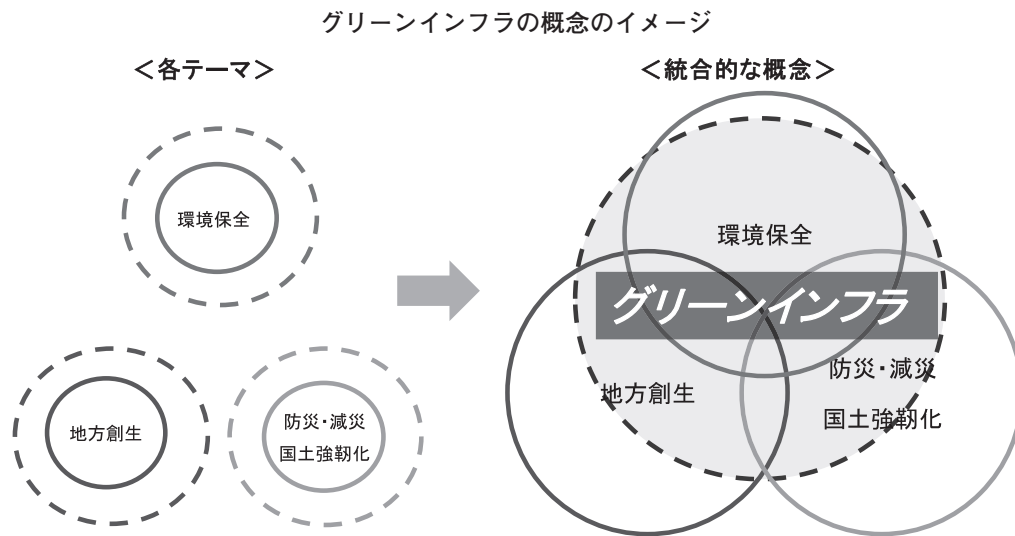 グリーンインフラの概念のイメージ
＜各テーマ＞
環境保全
地方創生
防災・減災
国土強靭化
＜統合的な概念＞
環境保全
グリーンインフラ
地方創生
防災・減災
国土強靭化